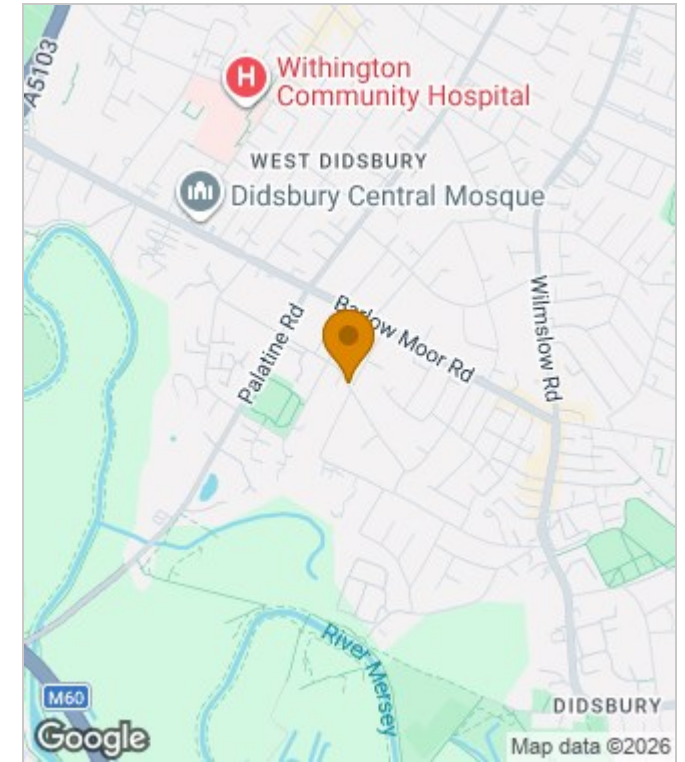 A5103
H
Withington
Community Hospital
WEST DIDSBURY
Didsbury Central Mosque
Palatine Rd
Barlow Moor Rd
Wilmslow Rd
River Mersey
M60
DIDSBURY
Google
Map data ©2026